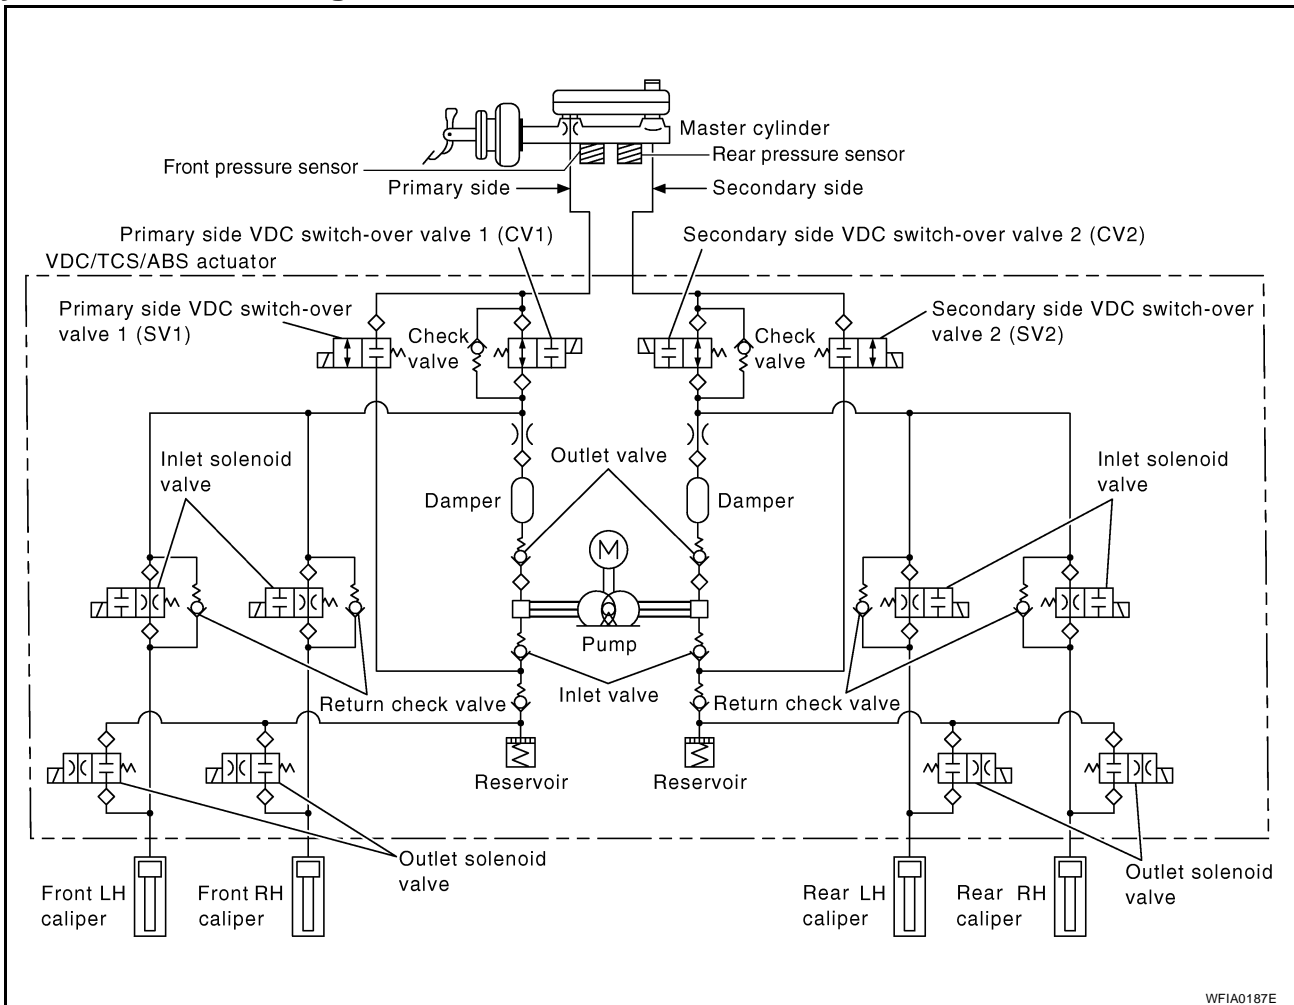 Master cylinder
Front pressure sensor
Rear pressure sensor
Primary side
Secondary side
Primary side VDC switch-over valve 1 (CV1)
Secondary side VDC switch-over valve 2 (CV2)
VDC/TCS/ABS actuator
Primary side VDC switch-over
valve 1 (SV1)
Check
valve
Check
valve
Secondary side VDC switch-over
valve 2 (SV2)
Inlet solenoid
valve
Outlet valve
Inlet solenoid
valve
Damper
Damper
M
Pump
Return check valve
Inlet valve
Return check valve
Reservoir
Reservoir
Outlet solenoid
valve
Outlet solenoid
valve
Front LH
caliper
Front RH
caliper
Rear LH
caliper
Rear RH
caliper
WFIA0187E